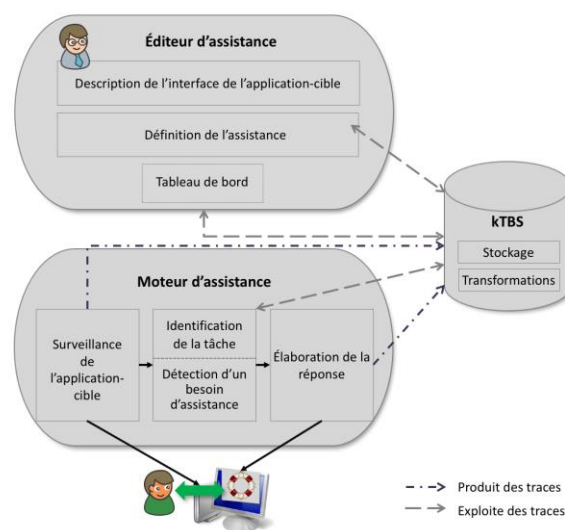 Éditeur d'assistance
Description de l'interface de l'application-cible
Définition de l'assistance
Tableau de bord
kTBS
Stockage
Transformations
Moteur d'assistance
Surveillance
de
l'application-
cible
Identification
de la tâche
Détection d'un
besoin
d'assistance
Élaboration de la
réponse
Produit des traces
Exploite des traces